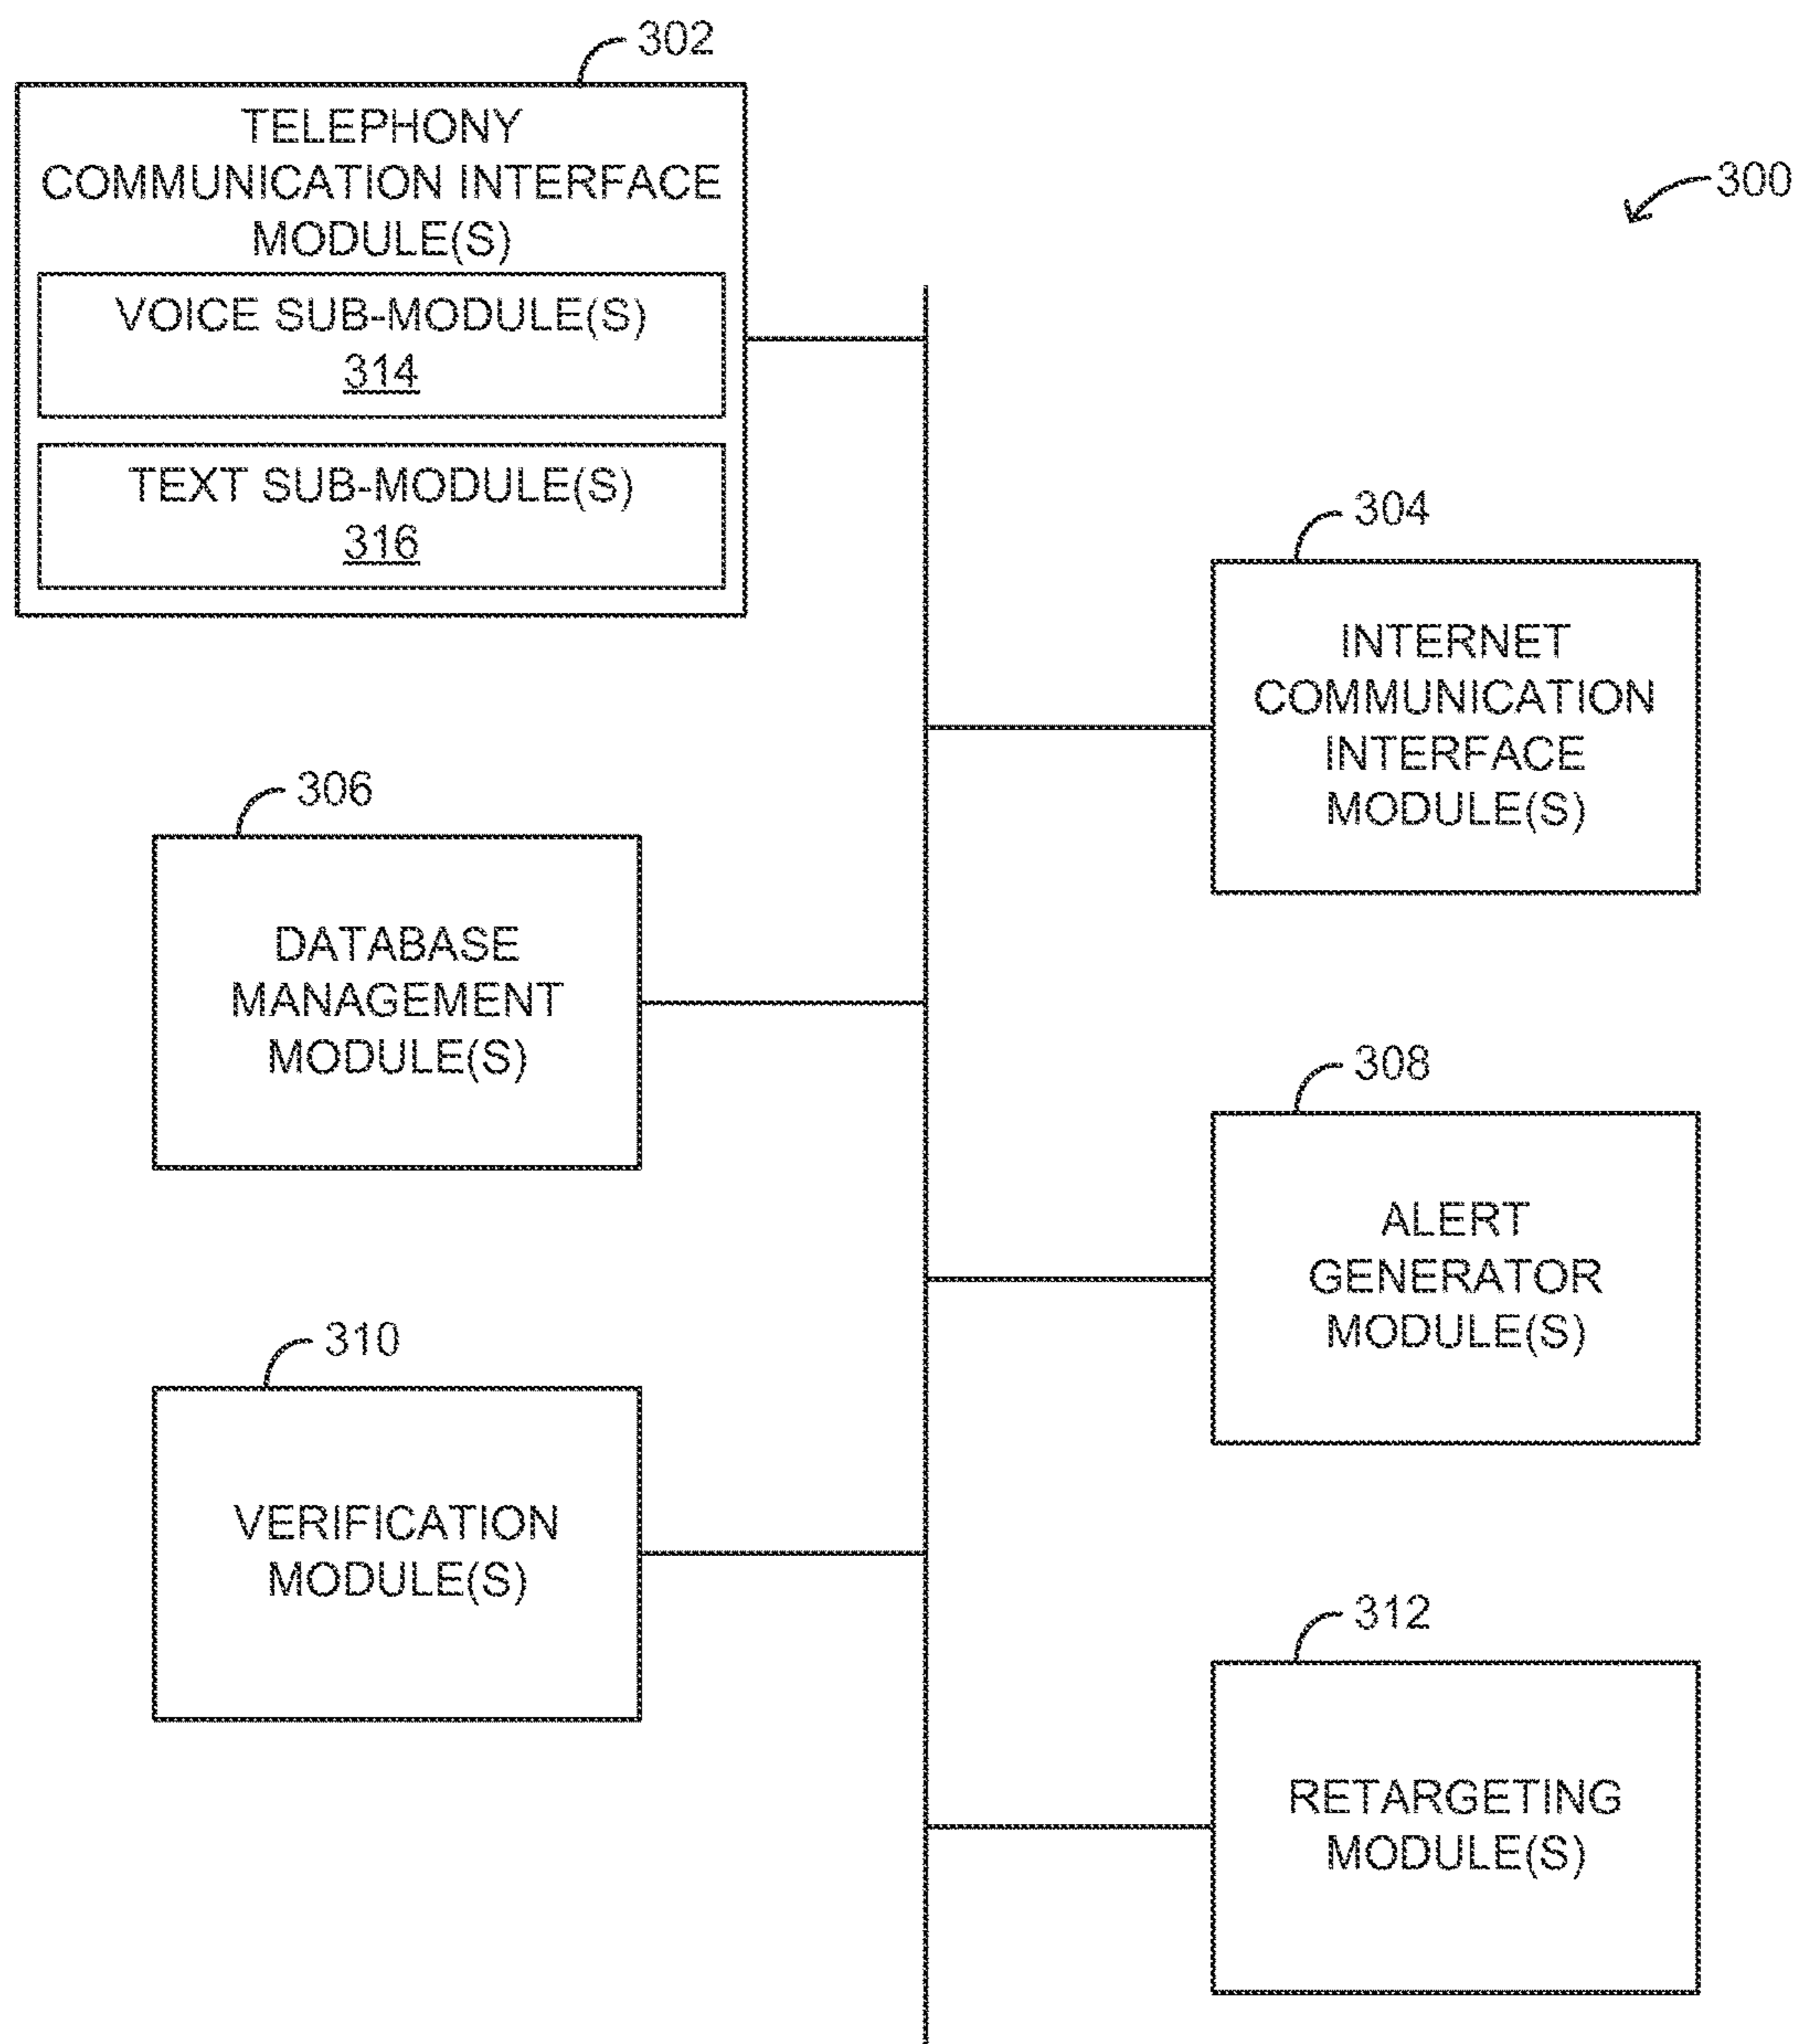 302
TELEPHONY
COMMUNICATION INTERFACE
MODULE(S)
VOICE SUB-MODULE(S)
314
TEXT SUB-MODULE(S)
316
300
304
INTERNET
COMMUNICATION
INTERFACE
MODULE(S)
306
DATABASE
MANAGEMENT
MODULE(S)
308
ALERT
GENERATOR
MODULE(S)
310
VERIFICATION
MODULE(S)
312
RETARGETING
MODULE(S)